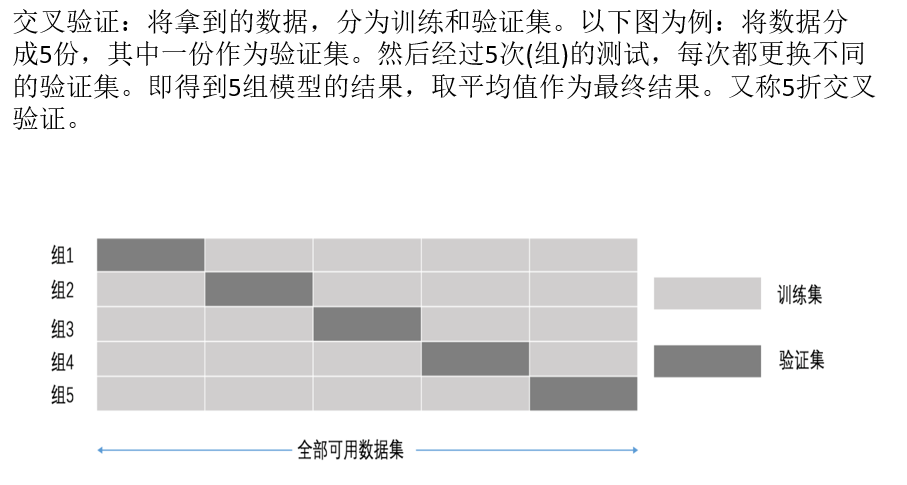 交叉验证：将拿到的数据，分为训练和验证集。以下图为例：将数据分
成5份，其中一份作为验证集。然后经过5次(组)的测试，每次都更换不同
的验证集。即得到5组模型的结果，取平均值作为最终结果。又称5折交叉
验证。
组1
组2
组3
组4
组5
训练集
验证集
全部可用数据集